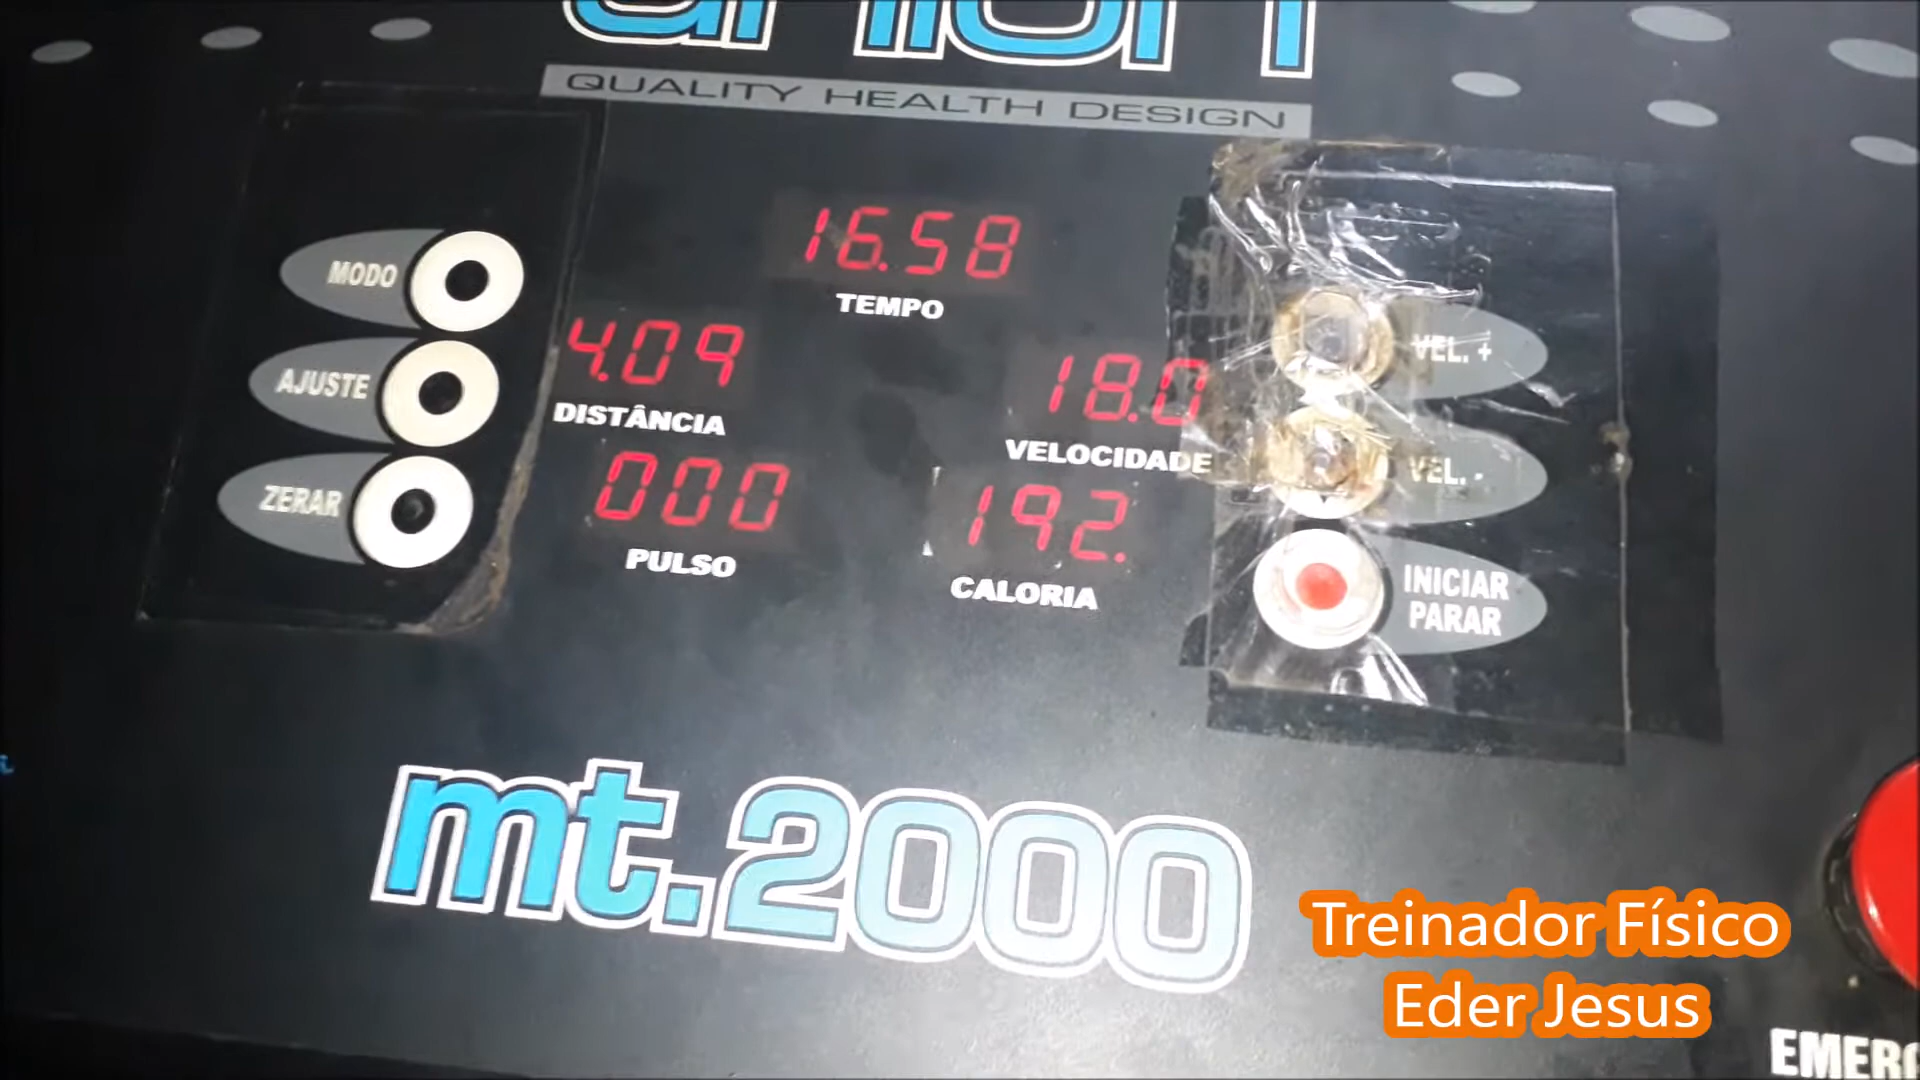 QUALITY HEALTH DESIGN
16.58
TEMPO
MODO
4.09
DISTÂNCIA
18.0
VELOCIDADE
VEL. +
AJUSTE
000
PULSO
192.
CALORIA
VEL. -
ZERAR
INICIAR
PARAR
mt.2000
Treinador Físico
Eder Jesus